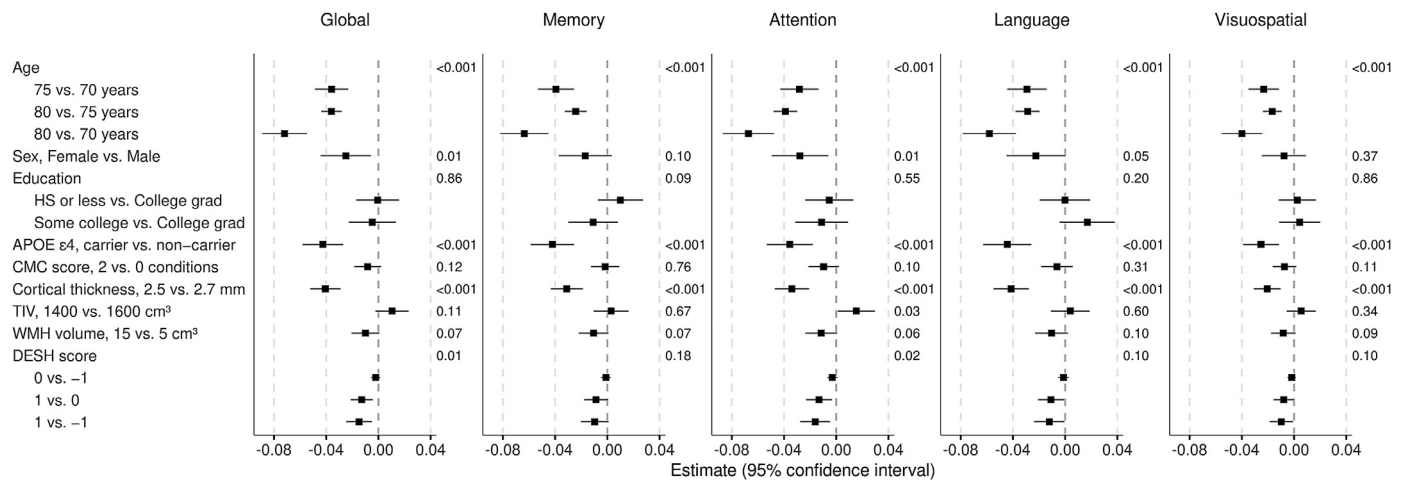 Global Memory Attention Language Visuospatial
Age <0.001 <0.001 <0.001 <0.001 <0.001
75 vs. 70 years
80 vs. 75 years
80 vs. 70 years
Sex, Female vs. Male 0.01 0.10 0.01 0.05 0.37
Education 0.86 0.09 0.55 0.20 0.86
HS or less vs. College grad
Some college vs. College grad
APOE ε4, carrier vs. non−carrier <0.001 <0.001 <0.001 <0.001 <0.001
CMC score, 2 vs. 0 conditions 0.12 0.76 0.10 0.31 0.11
Cortical thickness, 2.5 vs. 2.7 mm <0.001 <0.001 <0.001 <0.001 <0.001
TIV, 1400 vs. 1600 cm³ 0.11 0.67 0.03 0.60 0.34
WMH volume, 15 vs. 5 cm³ 0.07 0.07 0.06 0.10 0.09
DESH score 0.01 0.18 0.02 0.10 0.10
0 vs. −1
1 vs. 0
1 vs. −1
-0.08 -0.04 0.00 0.04 -0.08 -0.04 0.00 0.04 -0.08 -0.04 0.00 0.04 -0.08 -0.04 0.00 0.04 -0.08 -0.04 0.00 0.04
Estimate (95% confidence interval)